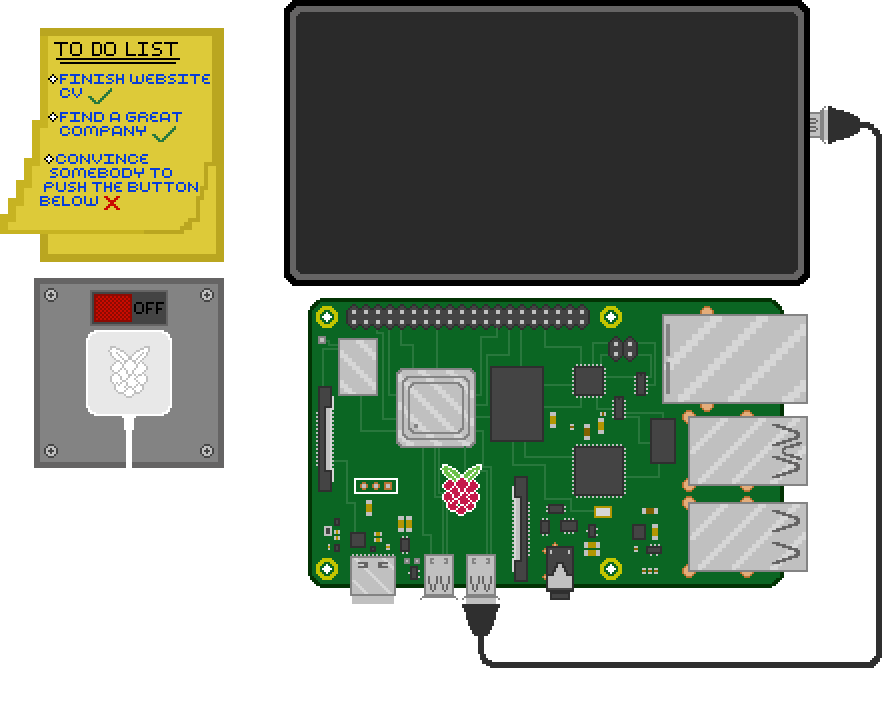 TO DO LIST
FINISH WEBSITE
CV
FIND A GREAT
COMPANY
CONVINCE
SOMEBODY TO
PUSH THE BUTTON
BELOW
OFF